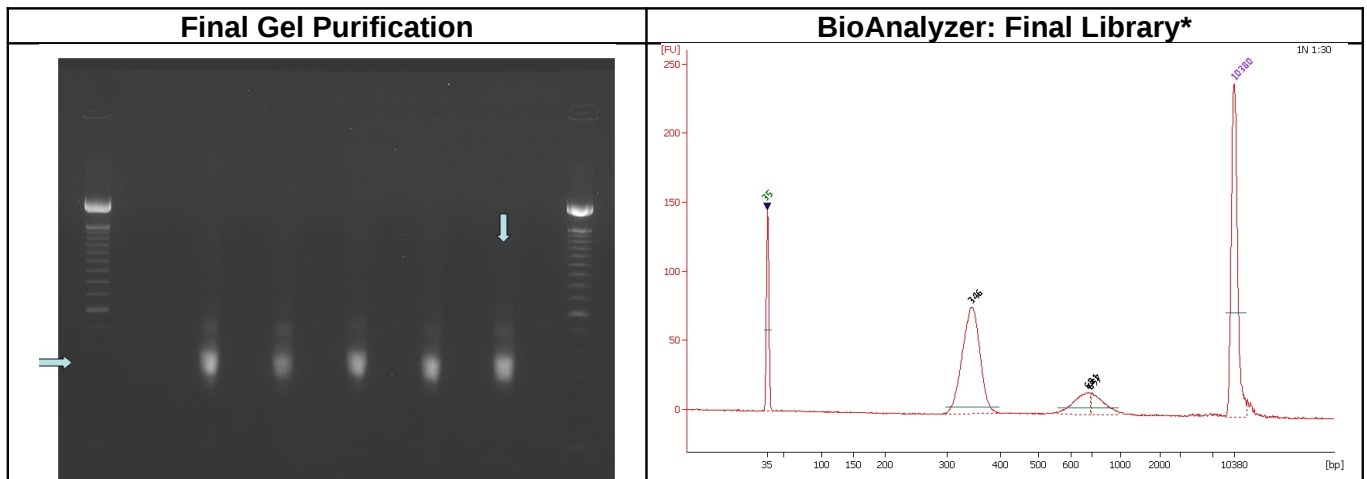 Final Gel Purification
BioAnalyzer: Final Library*
[FU]
1N 1:30
250
200
150
100
50
0
35
346
10380
35 100 150 200 300 400 500 600 1000 2000 10380 [bp]